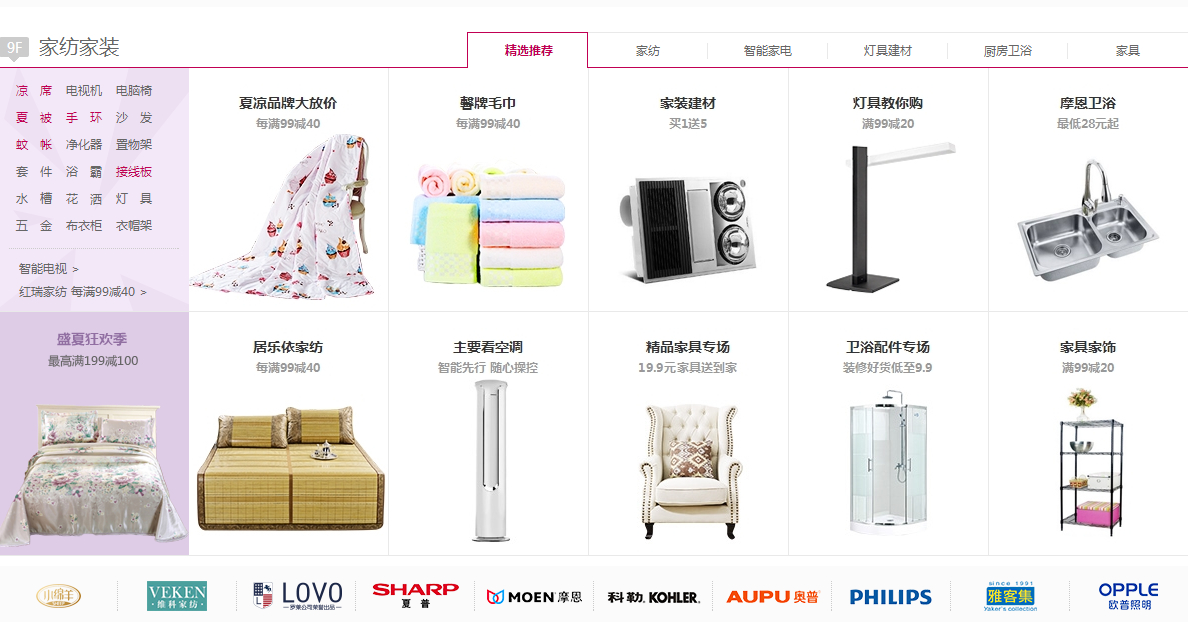 9F 家纺家装
精选推荐 家纺 智能家电 灯具建材 厨房卫浴 家具
凉 席 电视机 电脑椅
夏 被 手 环 沙 发
蚊 帐 净化器 置物架
套 件 浴 霸 接线板
水 槽 花 洒 灯 具
五 金 布衣柜 衣帽架
智能电视 >
红瑞家纺 每满99减40 >
夏凉品牌大放价
每满99减40
馨牌毛巾
每满99减40
家装建材
买1送5
灯具教你购
满99减20
摩恩卫浴
最低28元起
盛夏狂欢季
最高满199减100
居乐依家纺
每满99减40
主要看空调
智能先行 随心操控
精品家具专场
19.9元家具送到家
卫浴配件专场
装修好货低至9.9
家具家饰
满99减20
小绵羊
VEKEN
·维科家纺·
LOVO
—罗莱公司荣誉出品—
SHARP
夏普
MOEN 摩恩
科勒. KOHLER.
AUPU 奥普
PHILIPS
since 1991
雅客集
Yaker's collection
OPPLE
欧普照明